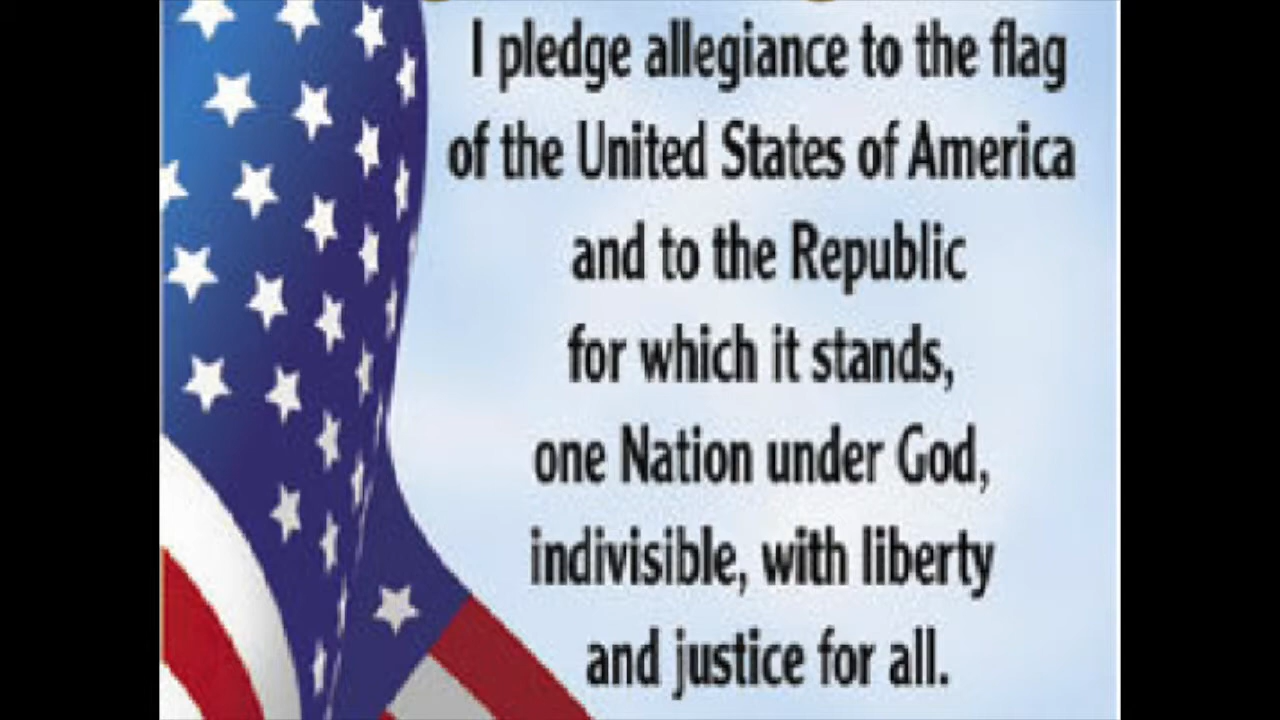 I pledge allegiance to the flag
of the United States of America
and to the Republic
for which it stands,
one Nation under God,
indivisible, with liberty
and justice for all.